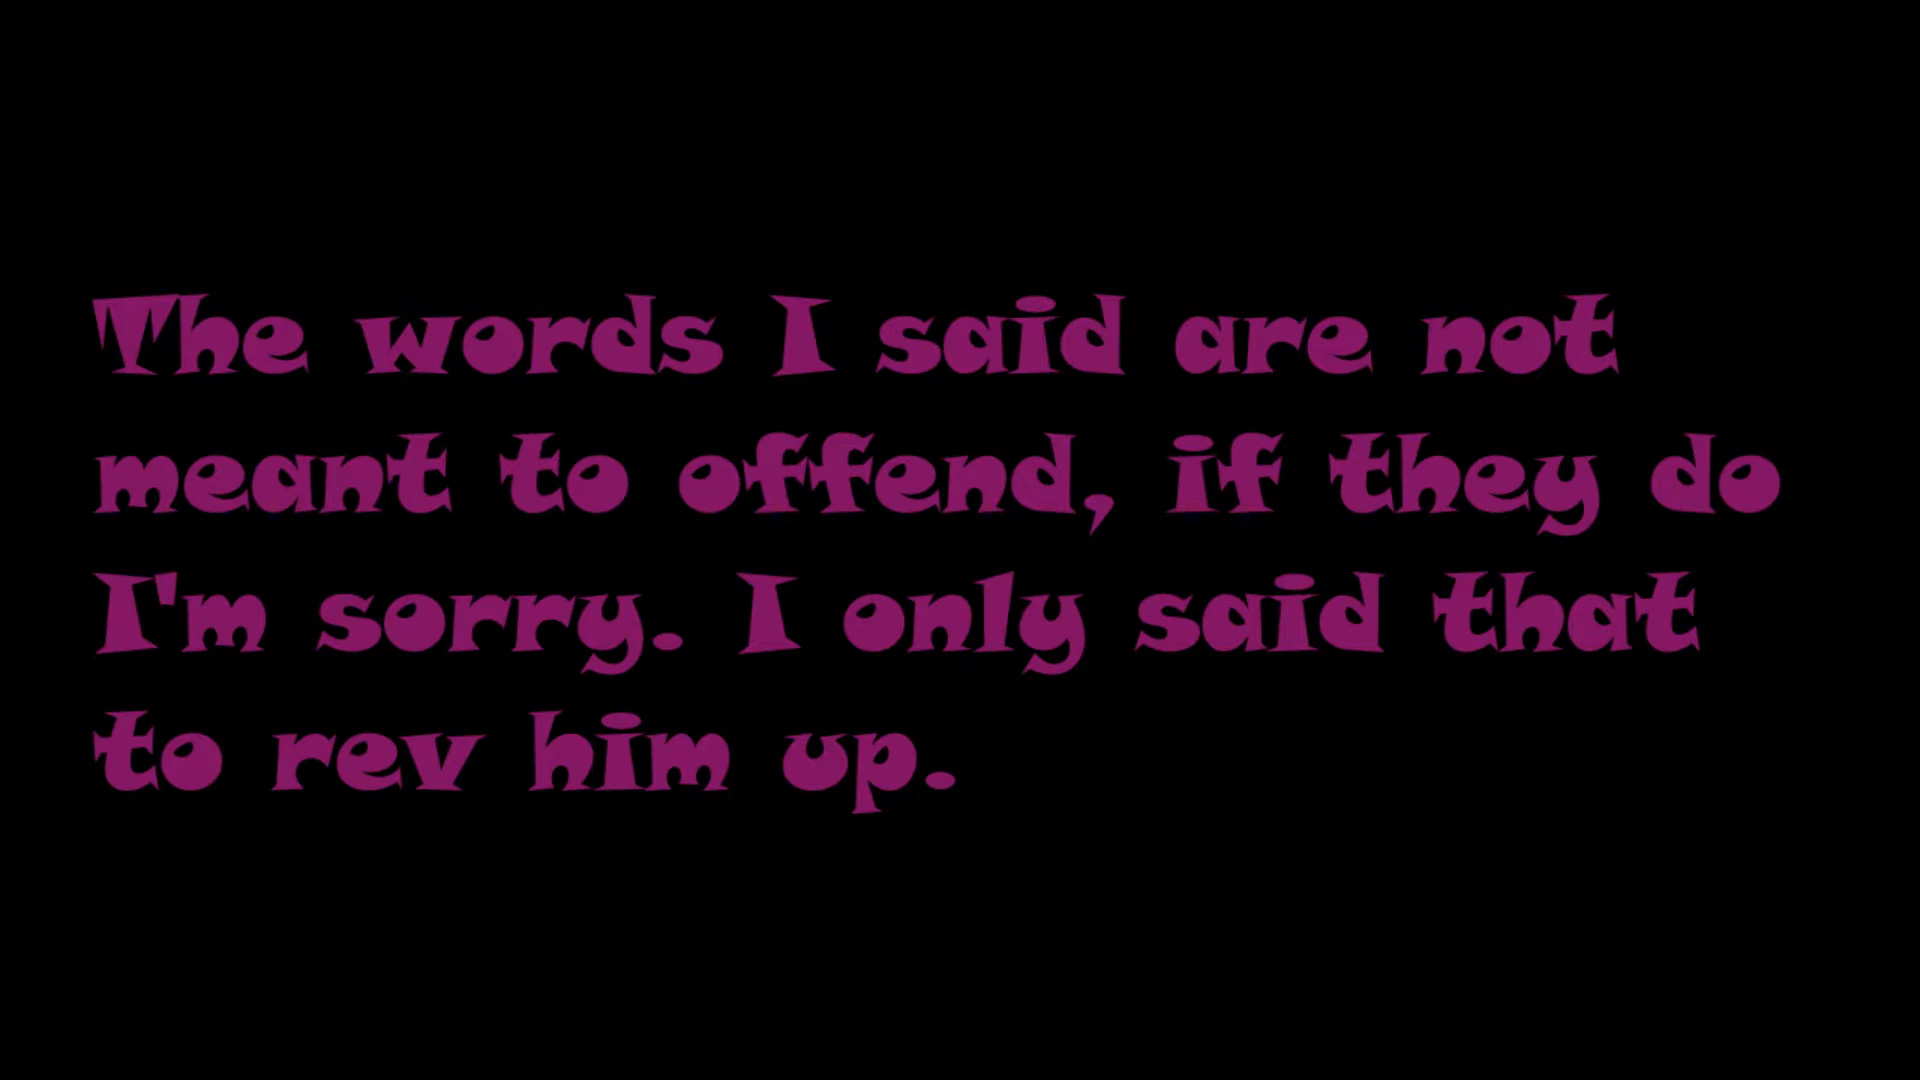 The words I said are not
meant to offend, if they do
I'm sorry. I only said that
to rev him up.